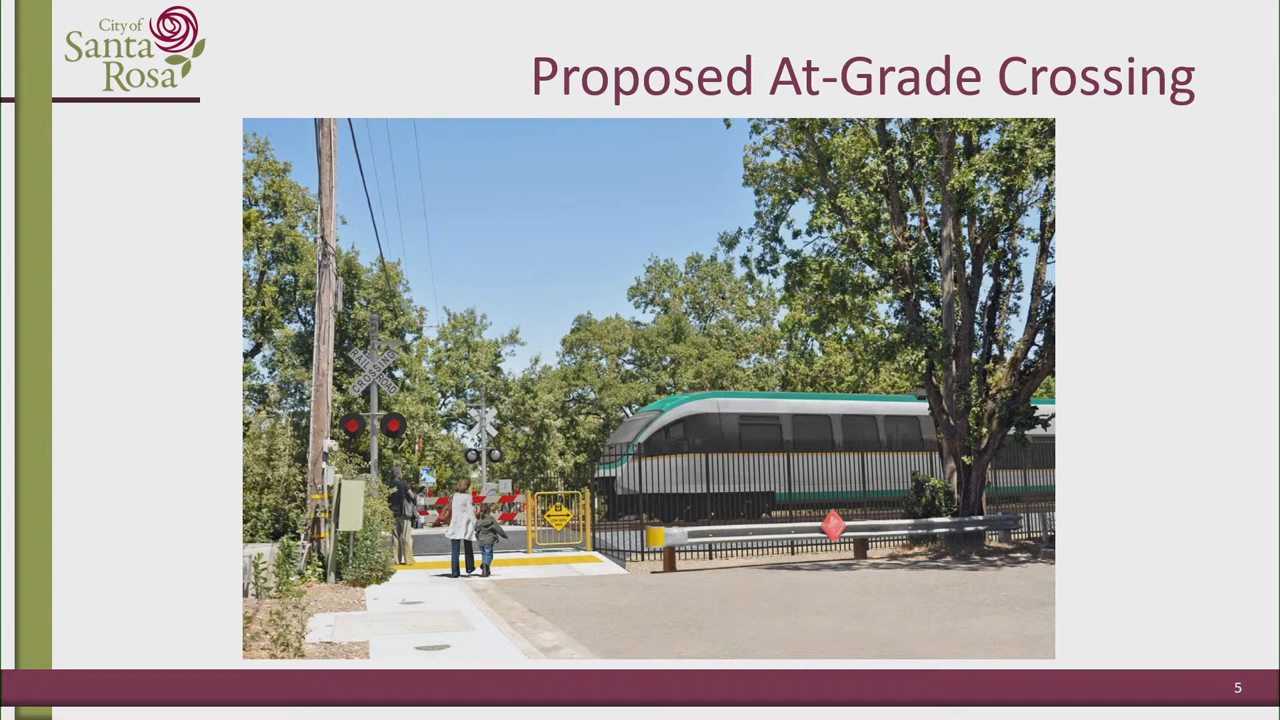 City of
Santa
Rosa
Proposed At-Grade Crossing
RAILROAD
CROSSING
5